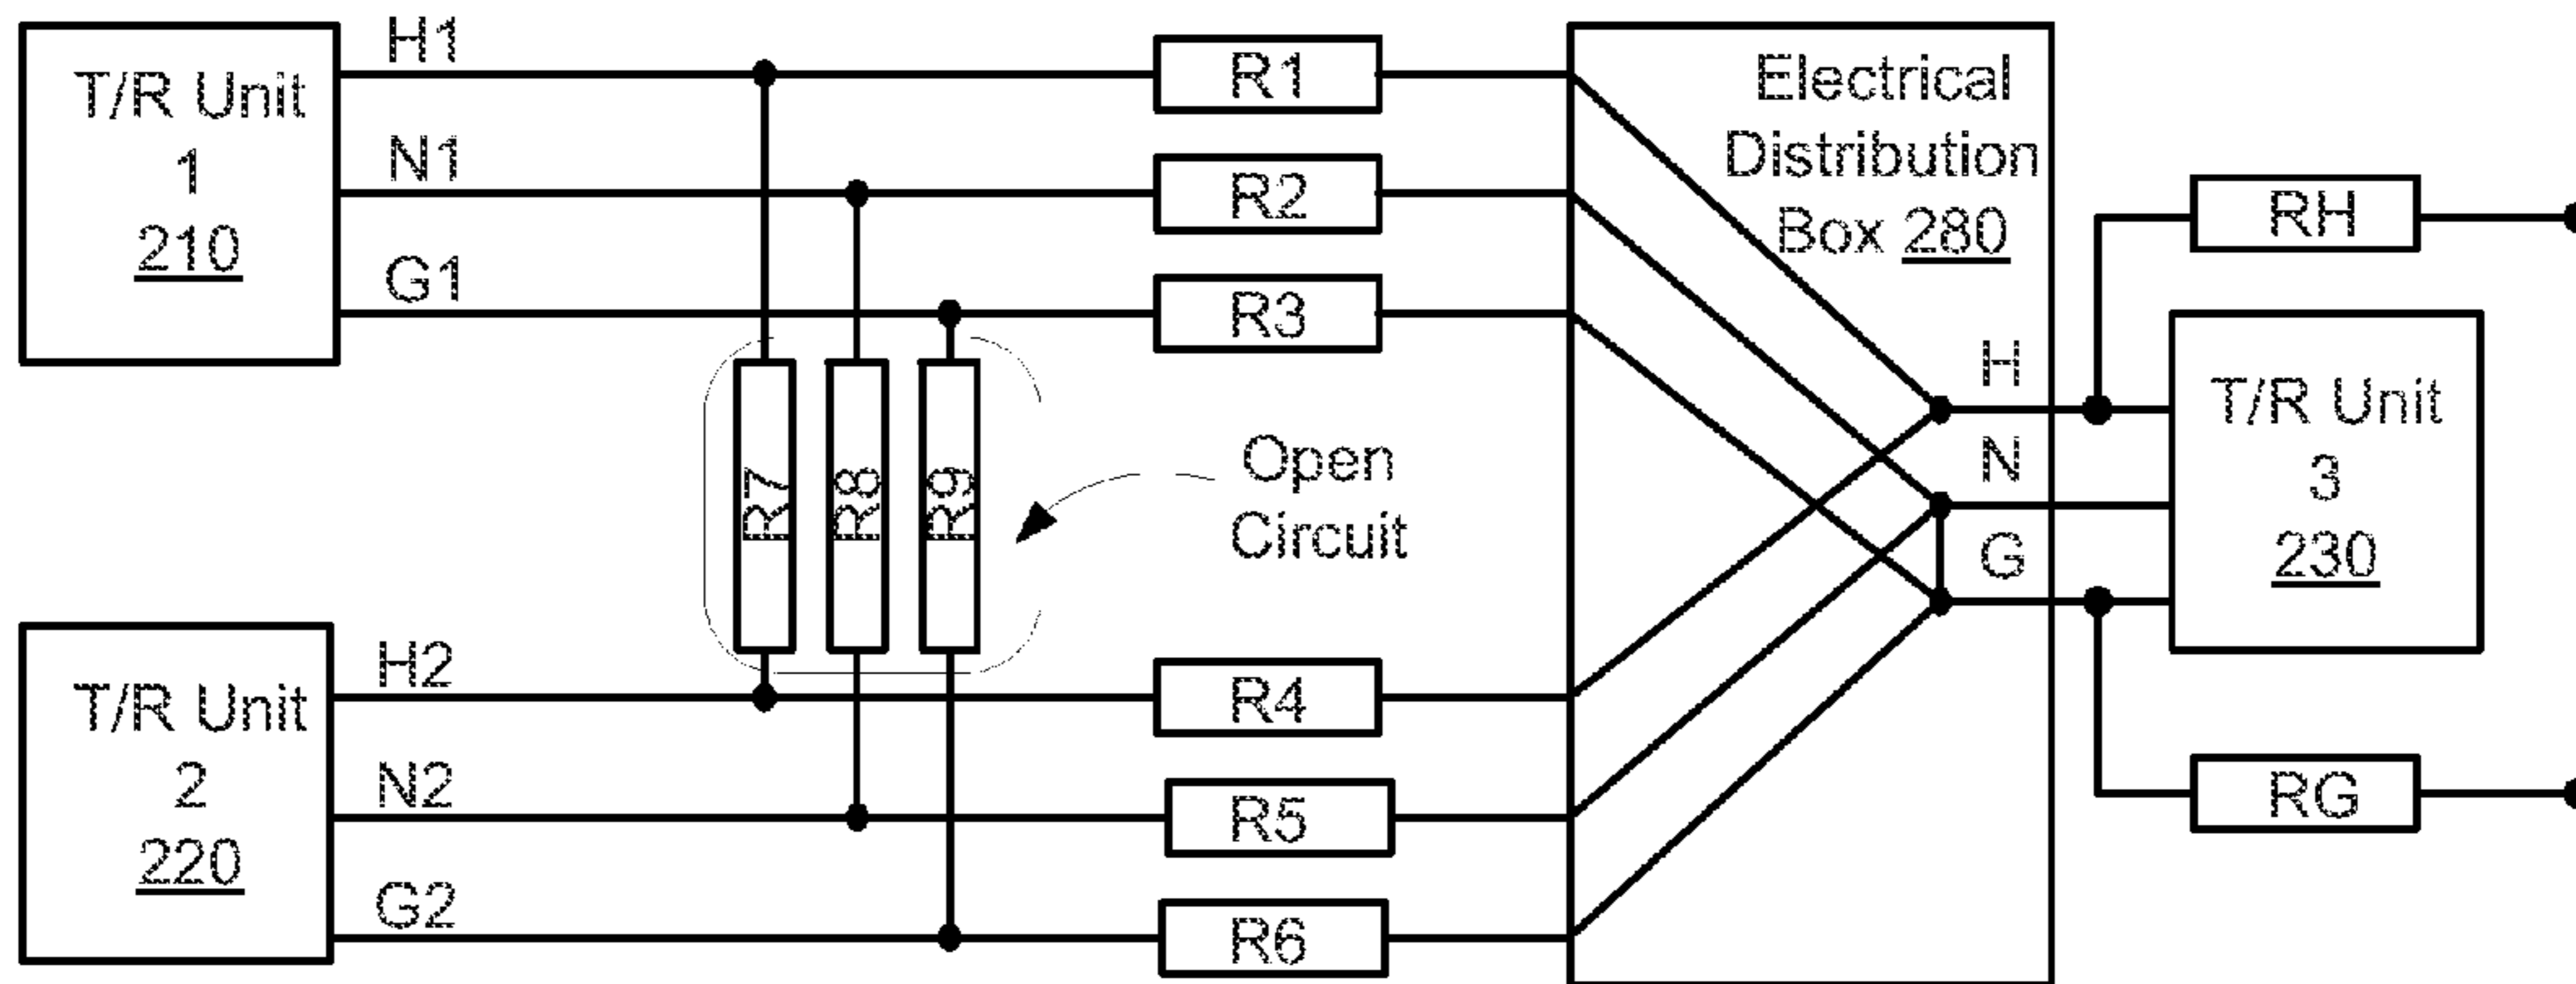 T/R Unit
1
210
H1
N1
G1
R1
R2
R3
Electrical
Distribution
Box 280
RH
H
N
G
T/R Unit
3
230
R7
R8
R9
Open
Circuit
T/R Unit
2
220
H2
N2
G2
R4
R5
R6
RG